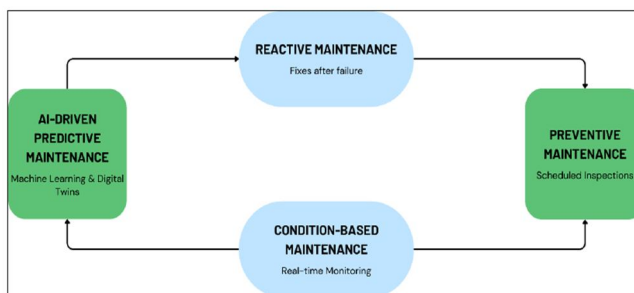 REACTIVE MAINTENANCE
Fixes after failure
AI-DRIVEN
PREDICTIVE
MAINTENANCE
Machine Learning & Digital
Twins
PREVENTIVE
MAINTENANCE
Scheduled Inspections
CONDITION-BASED
MAINTENANCE
Real-time Monitoring